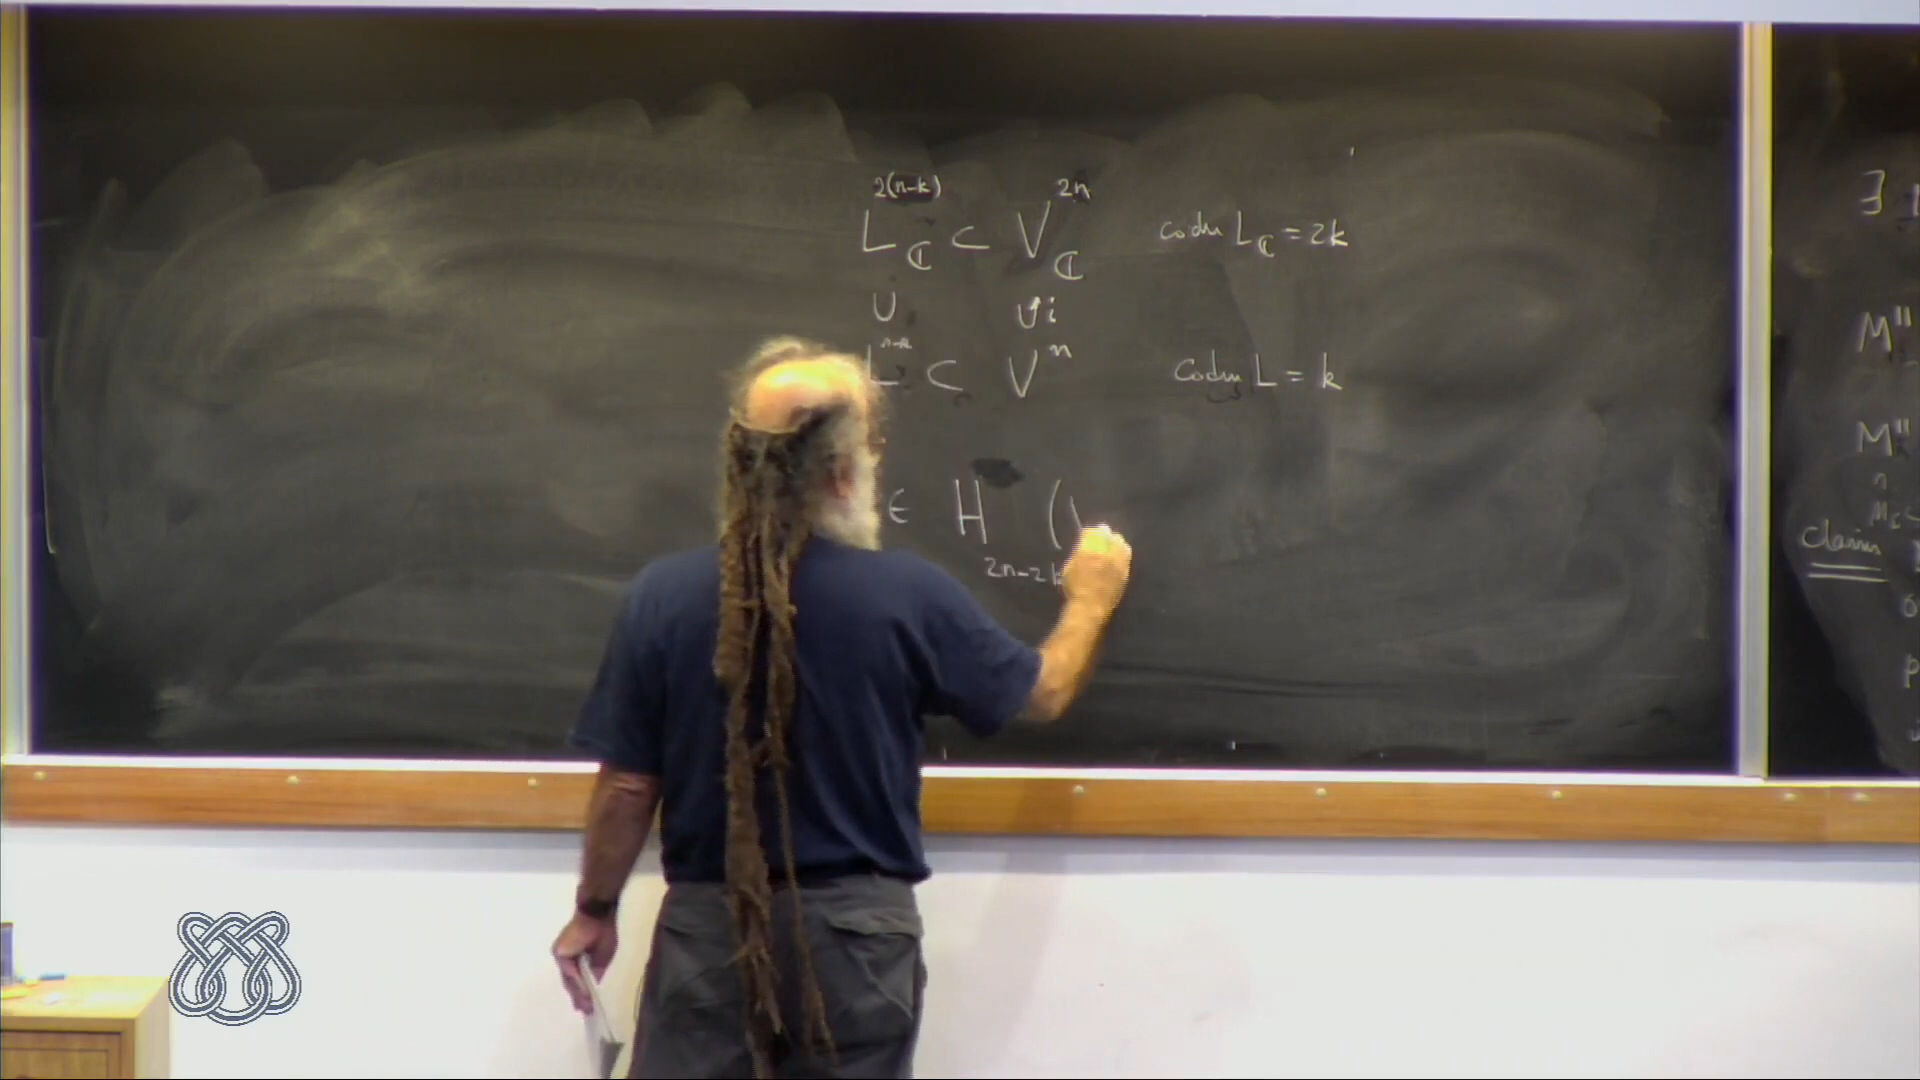 L_ℂ^{2(n-k)} ⊂ V_ℂ^{2n} codim L_ℂ = 2k
∪ ∪ i
L^{n-k} ⊂ V^n codim L = k
∈ H_{2n-2k} (
∃
M"
M"
n
Claim